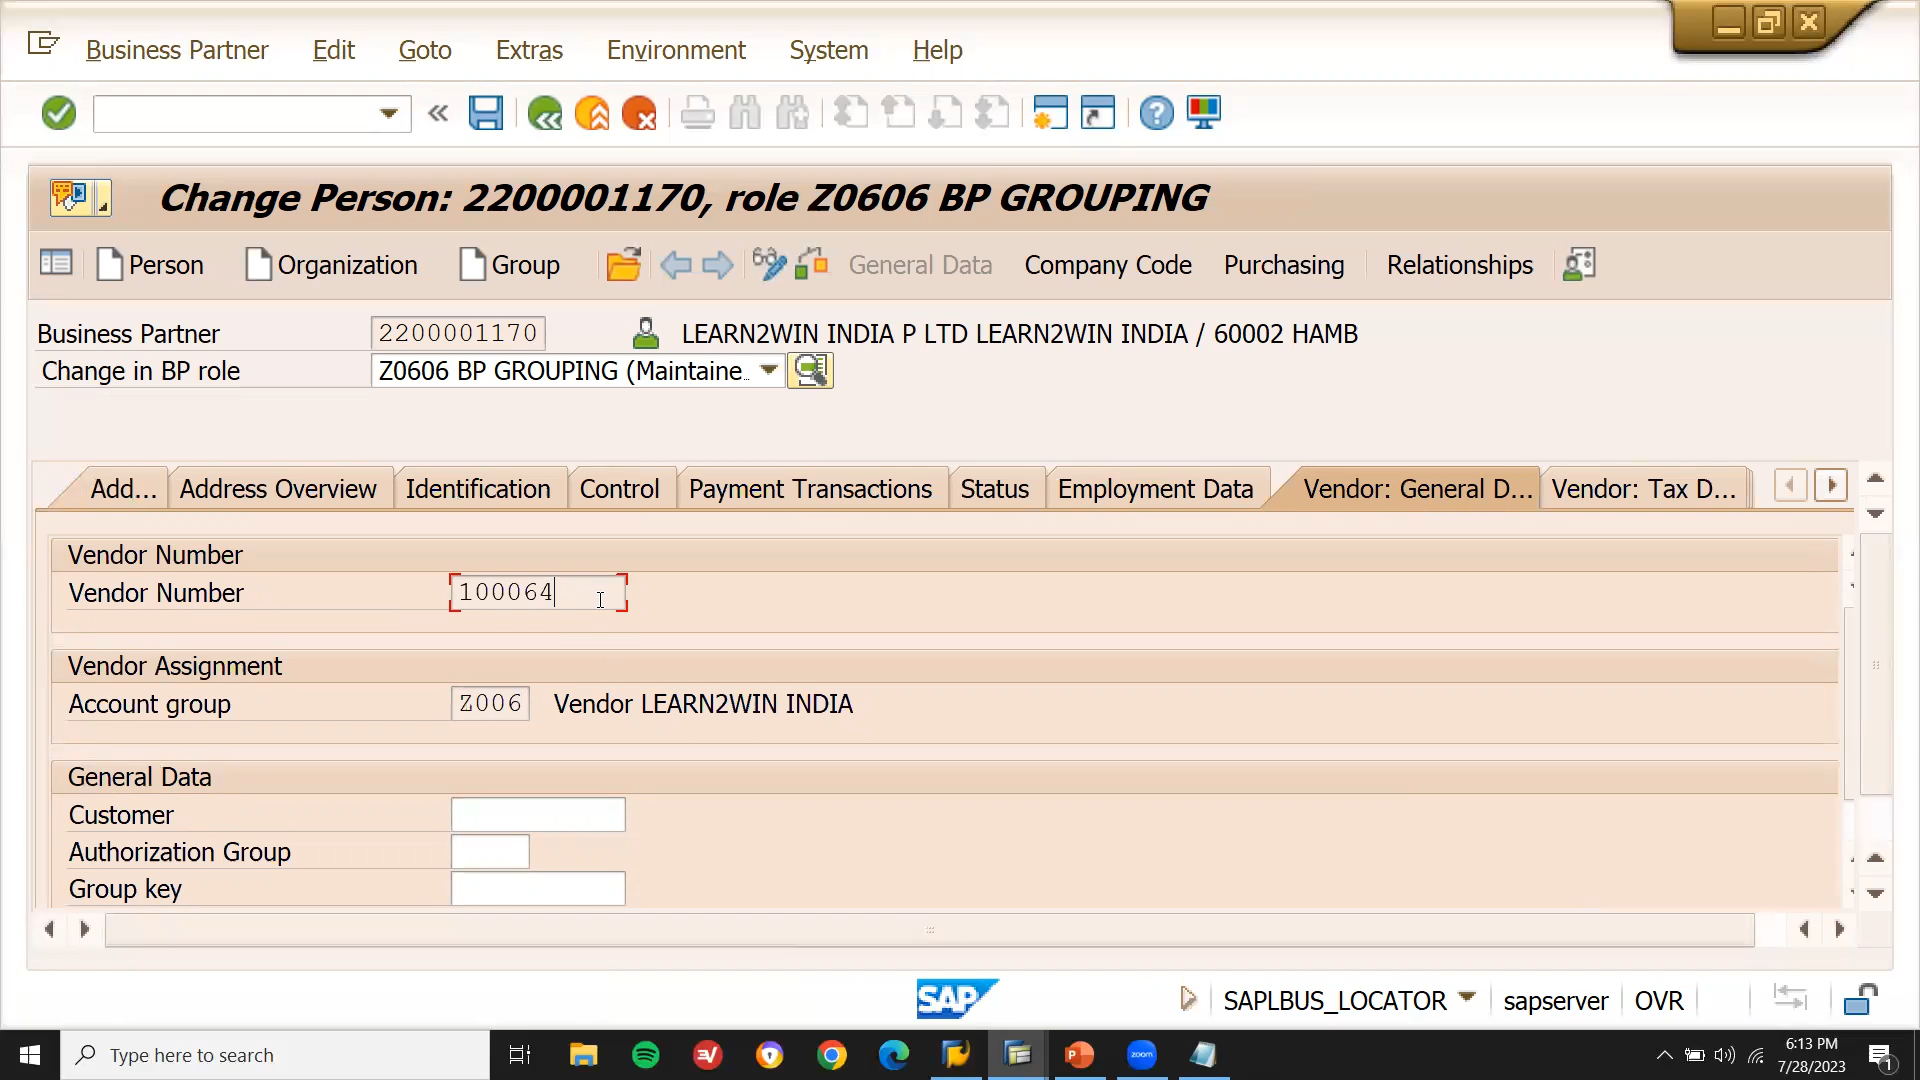 Business Partner Edit Goto Extras Environment System Help
Change Person: 2200001170, role Z0606 BP GROUPING
Person Organization Group General Data Company Code Purchasing Relationships
Business Partner 2200001170 LEARN2WIN INDIA P LTD LEARN2WIN INDIA / 60002 HAMB
Change in BP role Z0606 BP GROUPING (Maintaine...
Add... Address Overview Identification Control Payment Transactions Status Employment Data Vendor: General D... Vendor: Tax D...
Vendor Number
Vendor Number 100064
Vendor Assignment
Account group Z006 Vendor LEARN2WIN INDIA
General Data
Customer
Authorization Group
Group key
SAP SAPLBUS_LOCATOR sapserver OVR
Type here to search zoom 6:13 PM
7/28/2023 1